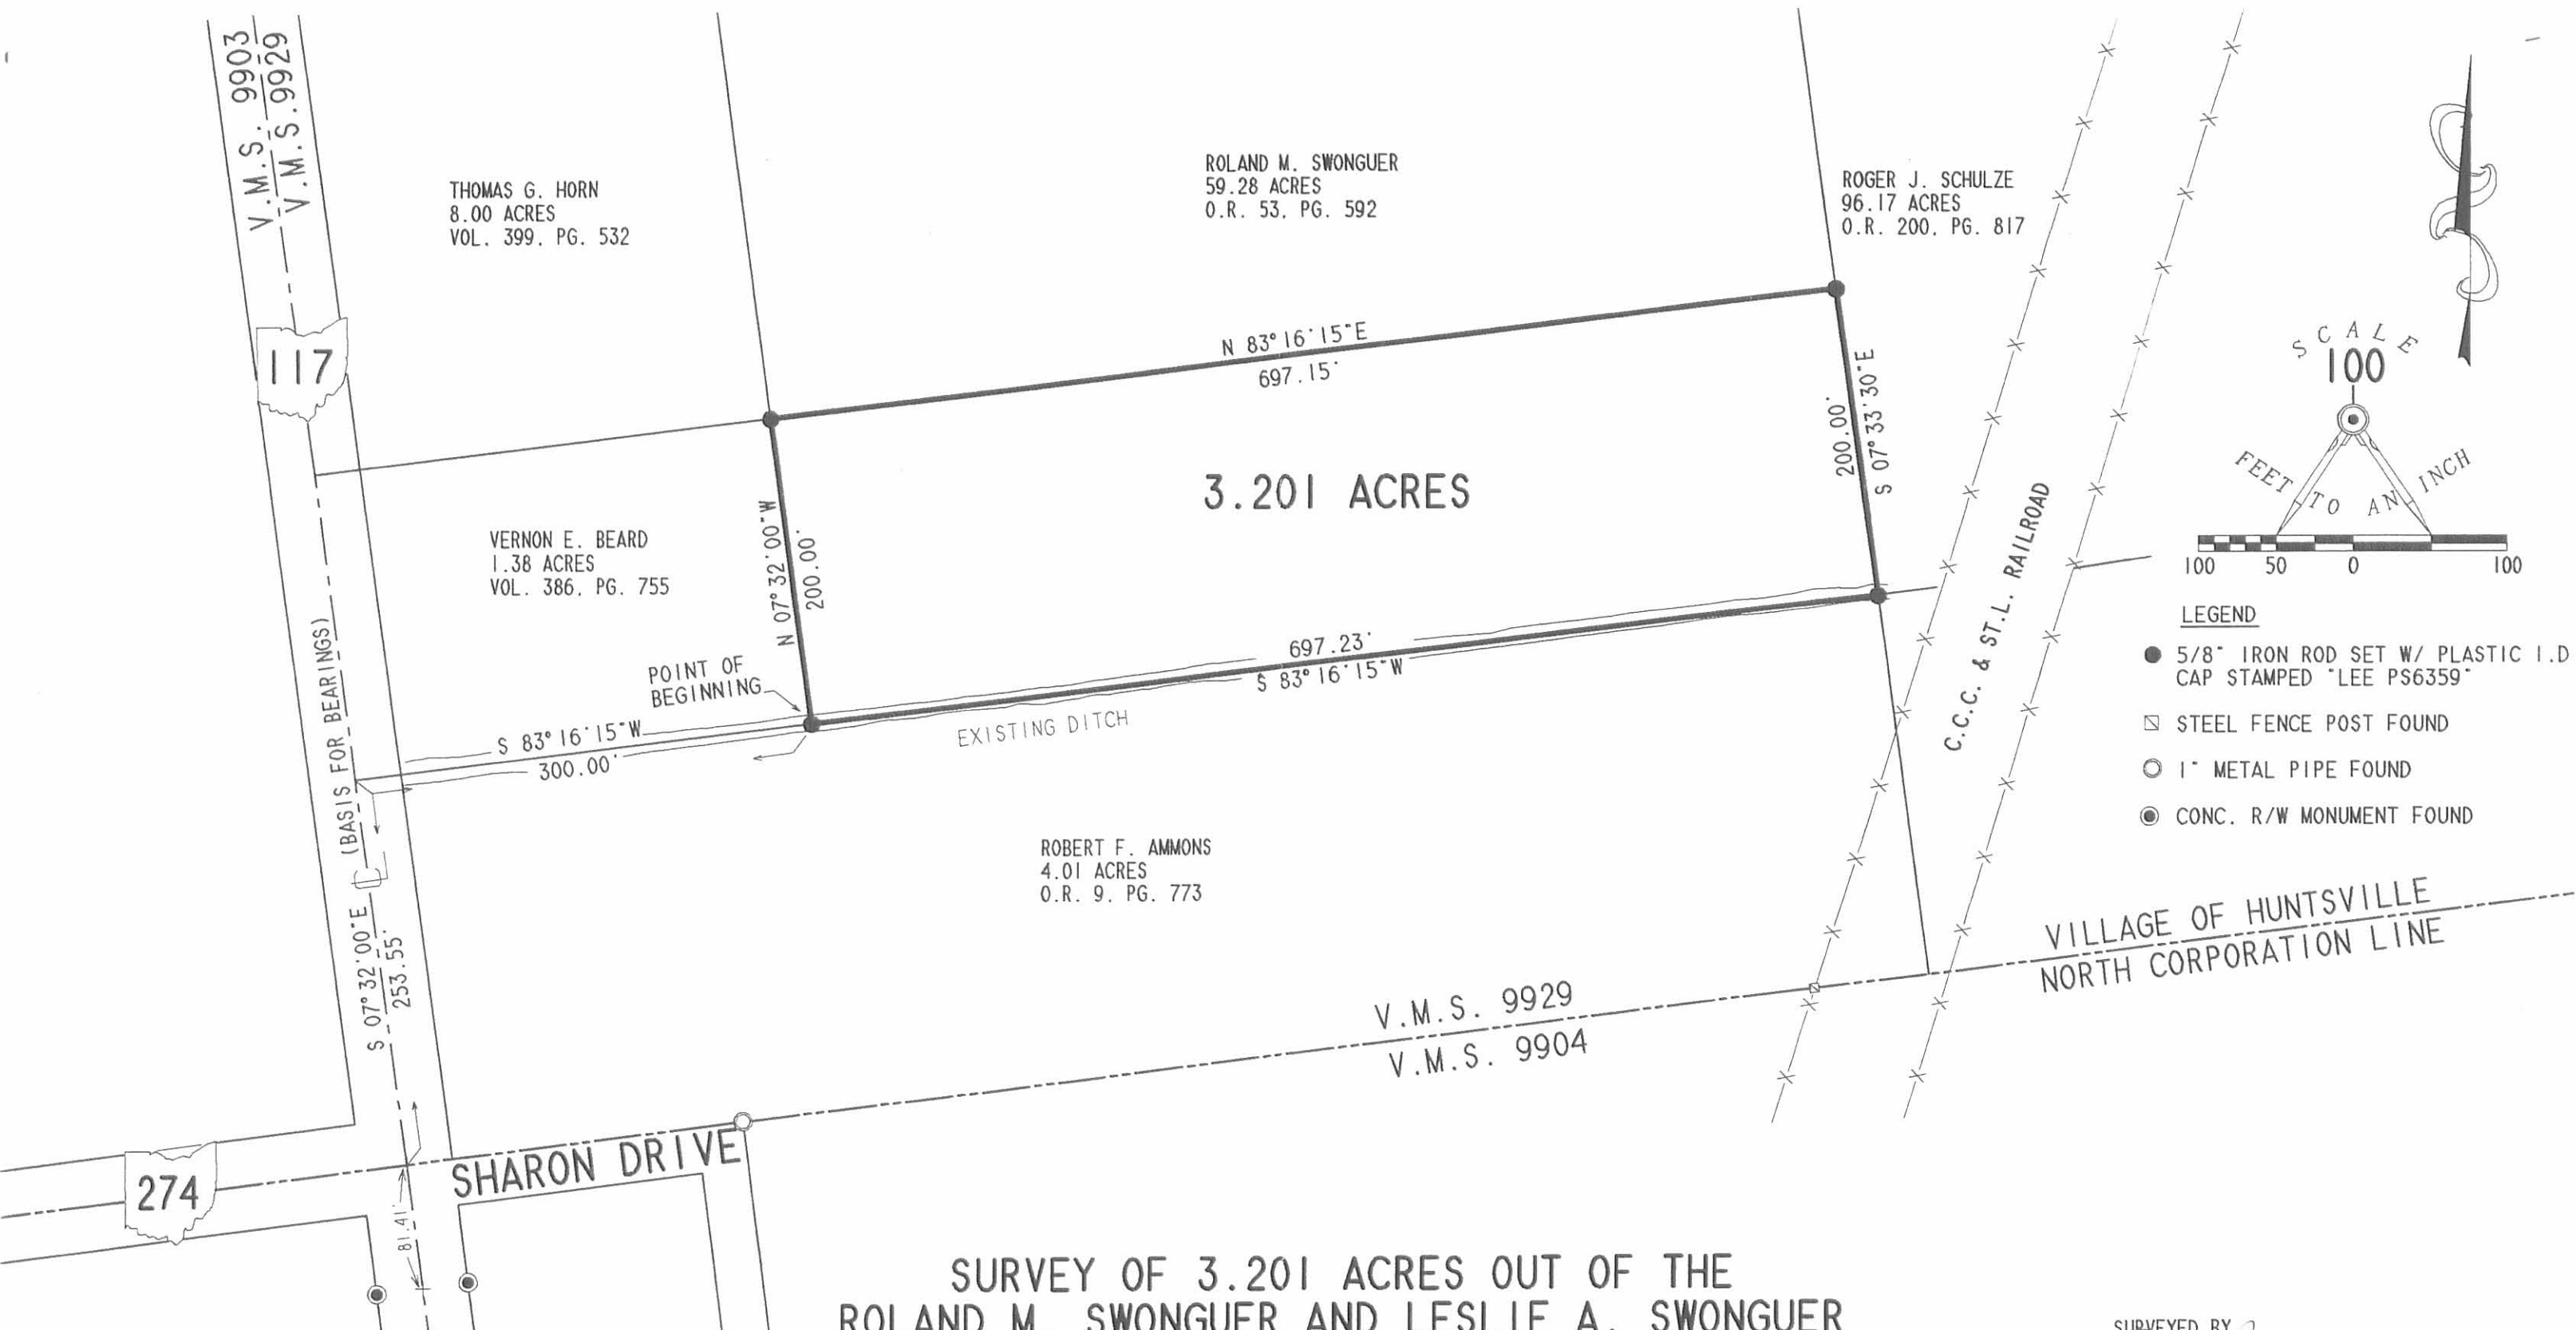 V.M.S. 9903
V.M.S. 9929
THOMAS G. HORN
8.00 ACRES
VOL. 399, PG. 532
ROLAND M. SWONGUER
59.28 ACRES
O.R. 53, PG. 592
ROGER J. SCHULZE
96.17 ACRES
O.R. 200, PG. 817
117
N 83°16'15"E
697.15'
200.00'
S 07°33'30"E
3.201 ACRES
VERNON E. BEARD
1.38 ACRES
VOL. 386, PG. 755
N 07°32'00"W
200.00'
POINT OF
BEGINNING
697.23'
S 83°16'15"W
EXISTING DITCH
S 83°16'15"W
300.00'
(BASIS FOR BEARINGS)
S 07°32'00"E
253.55'
ROBERT F. AMMONS
4.01 ACRES
O.R. 9, PG. 773
C.C.C. & ST.L. RAILROAD
SCALE
100
FEET TO AN INCH
100 50 0 100
LEGEND
5/8" IRON ROD SET W/ PLASTIC I.D
CAP STAMPED "LEE PS6359"
STEEL FENCE POST FOUND
1" METAL PIPE FOUND
CONC. R/W MONUMENT FOUND
VILLAGE OF HUNTSVILLE
NORTH CORPORATION LINE
V.M.S. 9929
V.M.S. 9904
SHARON DRIVE
274
81.41'
SURVEY OF 3.201 ACRES OUT OF THE
ROLAND M. SWONGUER AND LESLIE A. SWONGUER
SURVEYED BY